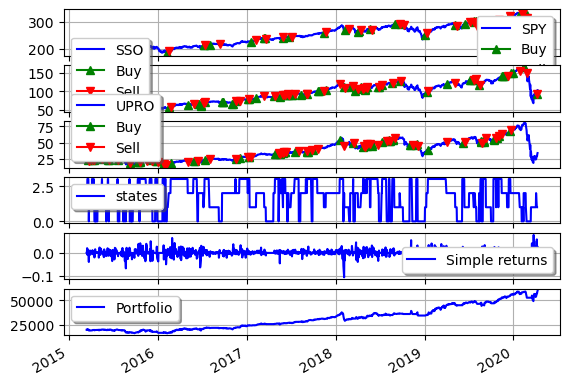 300
200
SPY
Buy
SSO
Buy
Sell
150
100
50
UPRO
Buy
Sell
75
50
25
2.5
0.0
states
0.0
−0.1
Simple returns
50000
25000
Portfolio
2015 2016 2017 2018 2019 2020